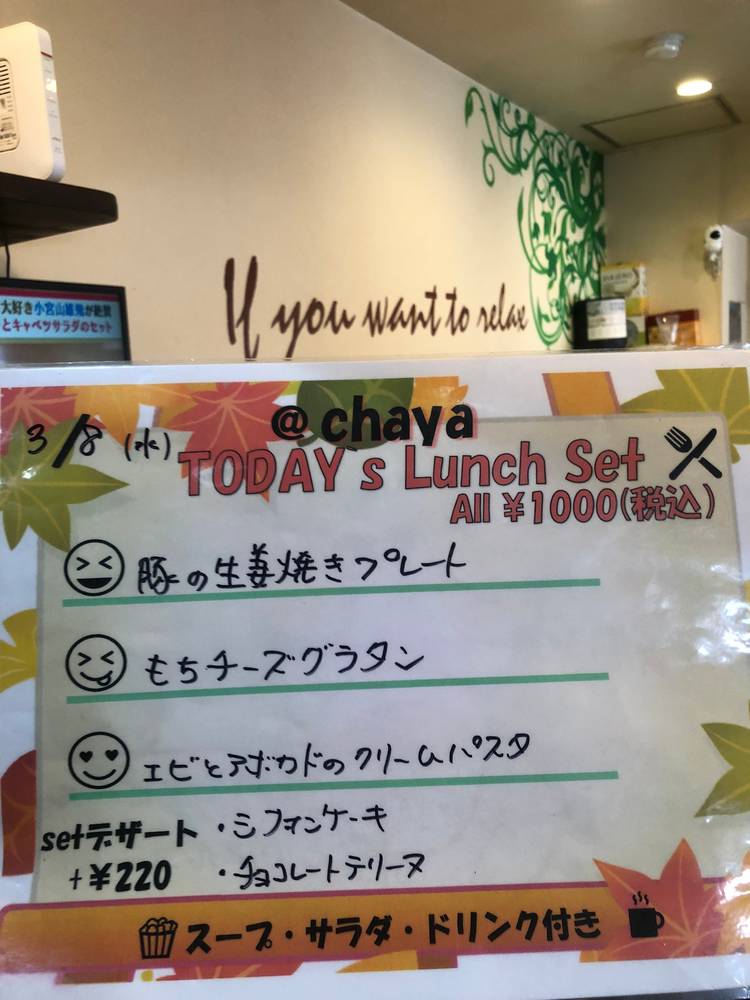 大好き小宮山雄飛が絶賛
とキャベツサラダのセット
If you want to relax
3/8 (水)
@chaya
TODAY's Lunch Set
All ¥1000(税込)
豚の生姜焼きプレート
もちチーズグラタン
エビとアボカドのクリームパスタ
setデザート ・シフォンケーキ
+¥220 ・チョコレートテリーヌ
スープ・サラダ・ドリンク付き